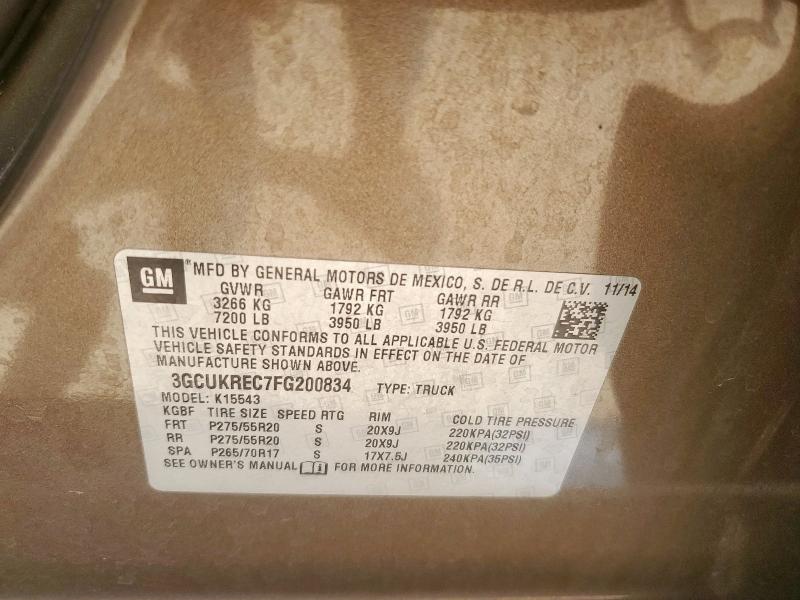 GM ® MFD BY GENERAL MOTORS DE MEXICO, S. DE R.L. DE C.V. 11/14
GVWR GAWR FRT GAWR RR
3266 KG 1792 KG 1792 KG
7200 LB 3950 LB 3950 LB
THIS VEHICLE CONFORMS TO ALL APPLICABLE U.S. FEDERAL MOTOR
VEHICLE SAFETY STANDARDS IN EFFECT ON THE DATE OF
MANUFACTURE SHOWN ABOVE.
3GCUKREC7FG200834 TYPE: TRUCK
MODEL: K15543
KGBF TIRE SIZE SPEED RTG RIM COLD TIRE PRESSURE
FRT P275/55R20 S 20X9J 220KPA(32PSI)
RR P275/55R20 S 20X9J 220KPA(32PSI)
SPA P265/70R17 S 17X7.5J 240KPA(35PSI)
SEE OWNER'S MANUAL FOR MORE INFORMATION.